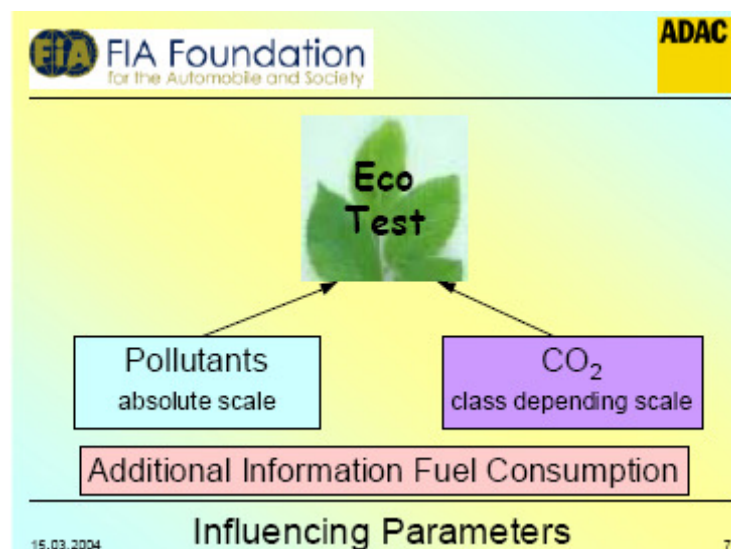 FiA FIA Foundation
for the Automobile and Society
ADAC
Eco
Test
Pollutants
absolute scale
CO₂
class depending scale
Additional Information Fuel Consumption
15.03.2004
Influencing Parameters
7